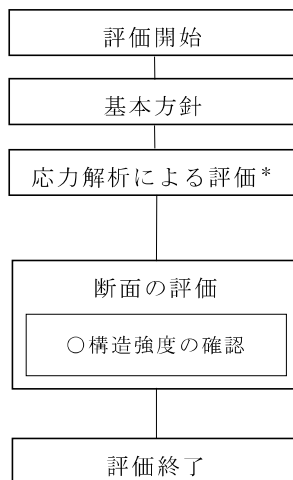 評価開始
基本方針
応力解析による評価*
断面の評価
○構造強度の確認
評価終了